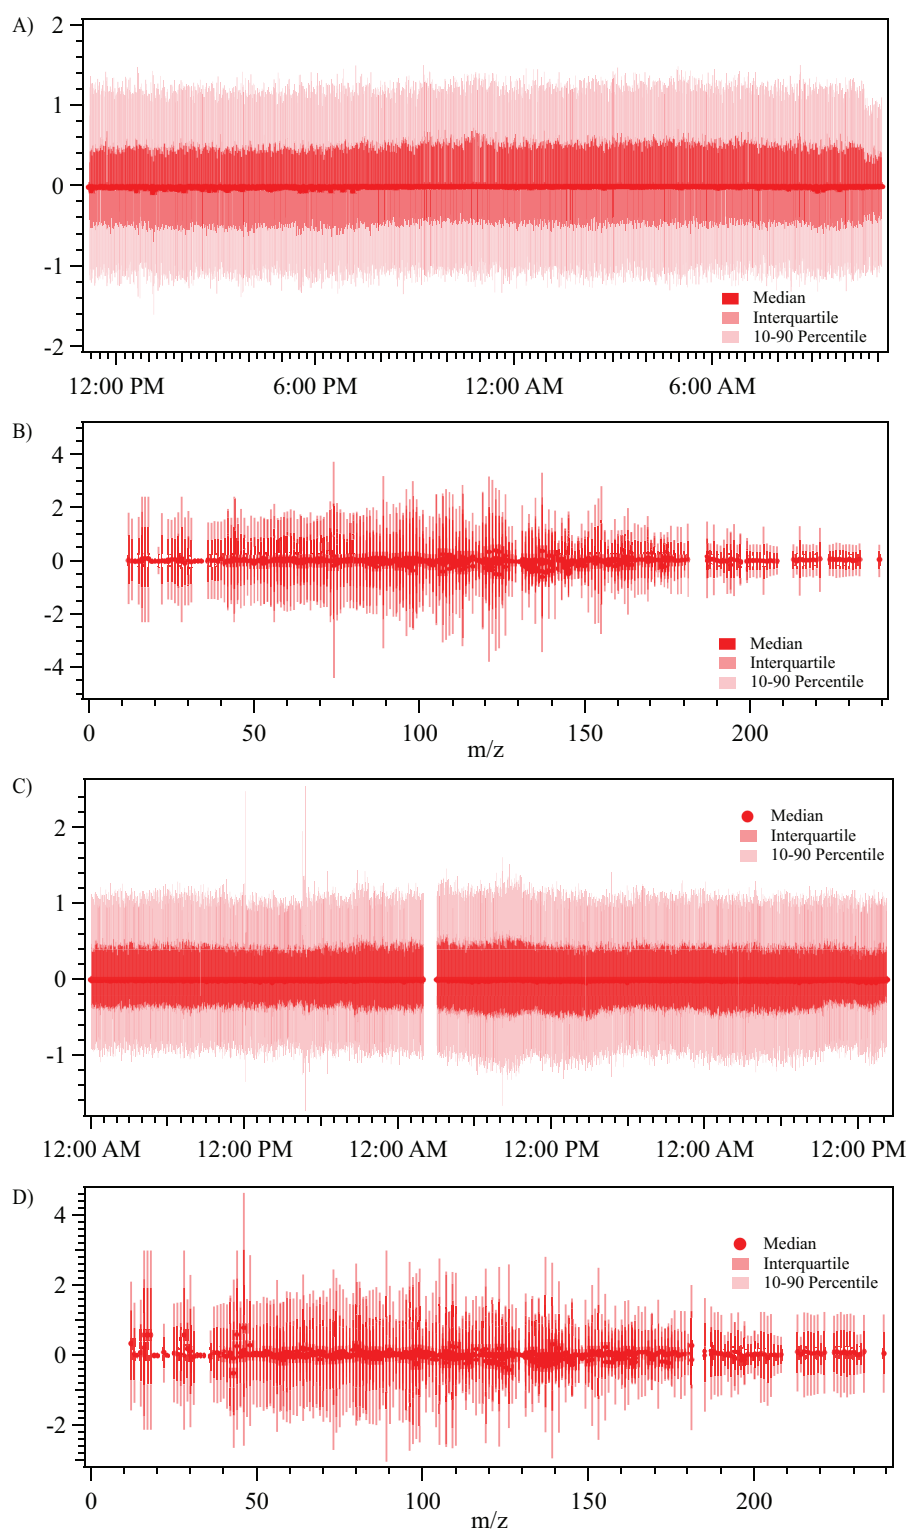 A)
2
1
0
-1
-2
Median
Interquartile
10-90 Percentile
12:00 PM 6:00 PM 12:00 AM 6:00 AM
B)
4
2
0
-2
-4
Median
Interquartile
10-90 Percentile
0 50 100 150 200
m/z
C)
2
1
0
-1
Median
Interquartile
10-90 Percentile
12:00 AM 12:00 PM 12:00 AM 12:00 PM 12:00 AM 12:00 PM
D)
4
2
0
-2
Median
Interquartile
10-90 Percentile
0 50 100 150 200
m/z